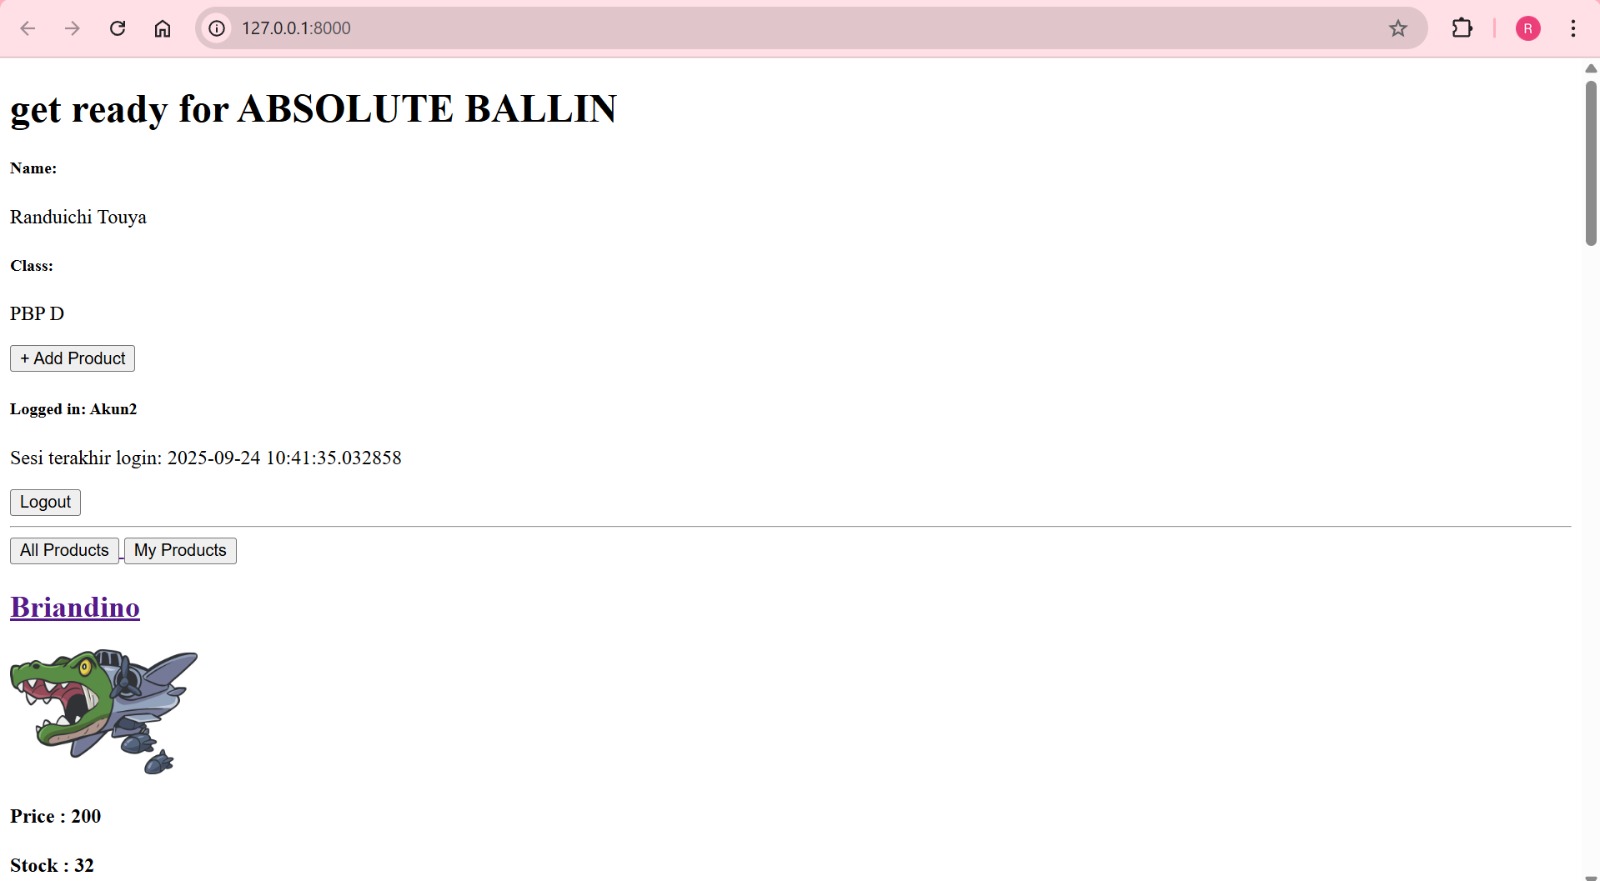 127.0.0.1:8000
R
get ready for ABSOLUTE BALLIN
Name:
Randuichi Touya
Class:
PBP D
+ Add Product
Logged in: Akun2
Sesi terakhir login: 2025-09-24 10:41:35.032858
Logout
All Products My Products
Briandino
Price : 200
Stock : 32